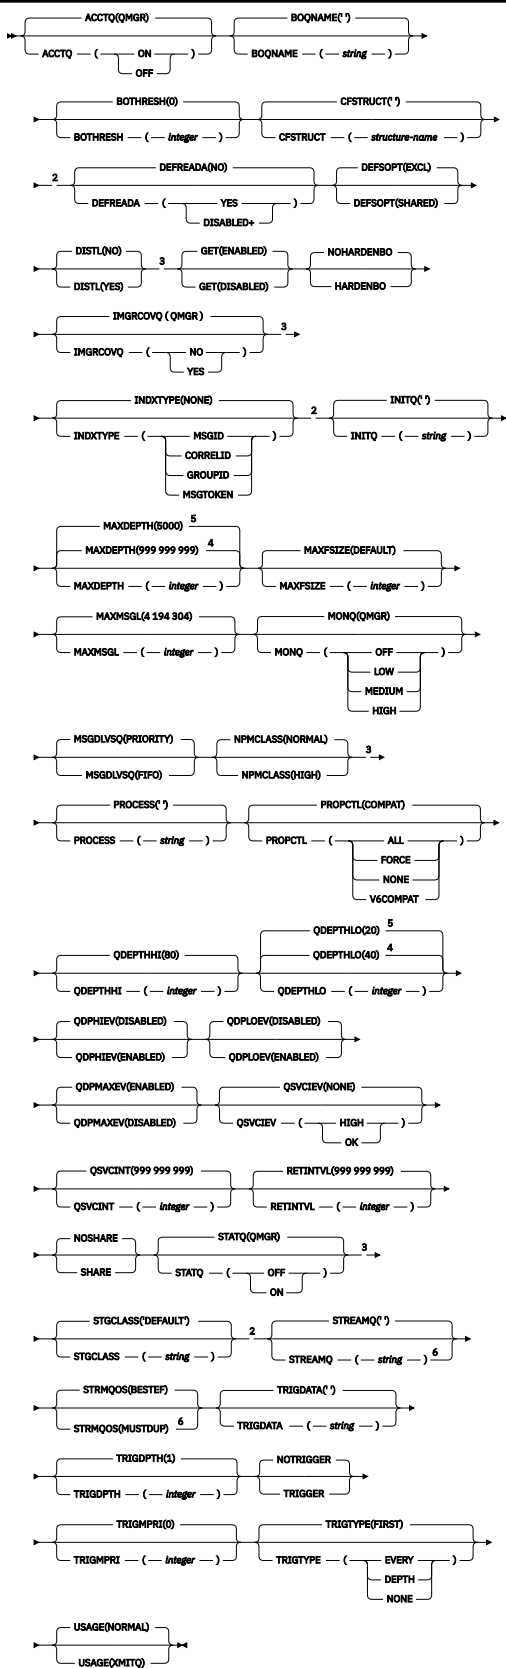 ACCTQ(QMGR) BOQNAME(' ')
ACCTQ ( ON ) BOQNAME ( string )
OFF
BOTHRESH(0) CFSTRUCT(' ')
BOTHRESH ( integer ) CFSTRUCT ( structure-name )
2 DEFREADA(NO) DEFSOPT(EXCL)
DEFREADA ( YES ) DEFSOPT(SHARED)
DISABLED+
DISTL(NO) 3 GET(ENABLED) NOHARDENBO
DISTL(YES) GET(DISABLED) HARDENBO
IMGRCOVQ ( QMGR ) 3
IMGRCOVQ ( NO )
YES
INDXTYPE(NONE) 2 INITQ(' ')
INDXTYPE ( MSGID ) INITQ ( string )
CORRELID
GROUPID
MSGTOKEN
MAXDEPTH(5000) 5
MAXDEPTH(999 999 999) 4 MAXFSIZE(DEFAULT)
MAXDEPTH ( integer ) MAXFSIZE ( integer )
MAXMSGL(4 194 304) MONQ(QMGR)
MAXMSGL ( integer ) MONQ ( OFF )
LOW
MEDIUM
HIGH
MSGDLVSQ(PRIORITY) NPMCLASS(NORMAL) 3
MSGDLVSQ(FIFO) NPMCLASS(HIGH)
PROCESS(' ') PROPCTL(COMPAT)
PROCESS ( string ) PROPCTL ( ALL )
FORCE
NONE
V6COMPAT
QDEPTHLO(20) 5
QDEPTHHI(80) QDEPTHLO(40) 4
QDEPTHHI ( integer ) QDEPTHLO ( integer )
QDPHIEV(DISABLED) QDPLOEV(DISABLED)
QDPHIEV(ENABLED) QDPLOEV(ENABLED)
QDPMAXEV(ENABLED) QSVCIEV(NONE)
QDPMAXEV(DISABLED) QSVCIEV ( HIGH )
OK
QSVCINT(999 999 999) RETINTVL(999 999 999)
QSVCINT ( integer ) RETINTVL ( integer )
NOSHARE STATQ(QMGR) 3
SHARE STATQ ( OFF )
ON
STGCLASS('DEFAULT') 2 STREAMQ(' ')
STGCLASS ( string ) STREAMQ ( string ) 6
STRMQOS(BESTEF) TRIGDATA(' ')
STRMQOS(MUSTDUP) 6 TRIGDATA ( string )
TRIGDPTH(1) NOTRIGGER
TRIGDPTH ( integer ) TRIGGER
TRIGMPRI(0) TRIGTYPE(FIRST)
TRIGMPRI ( integer ) TRIGTYPE ( EVERY )
DEPTH
NONE
USAGE(NORMAL)
USAGE(XMITQ)